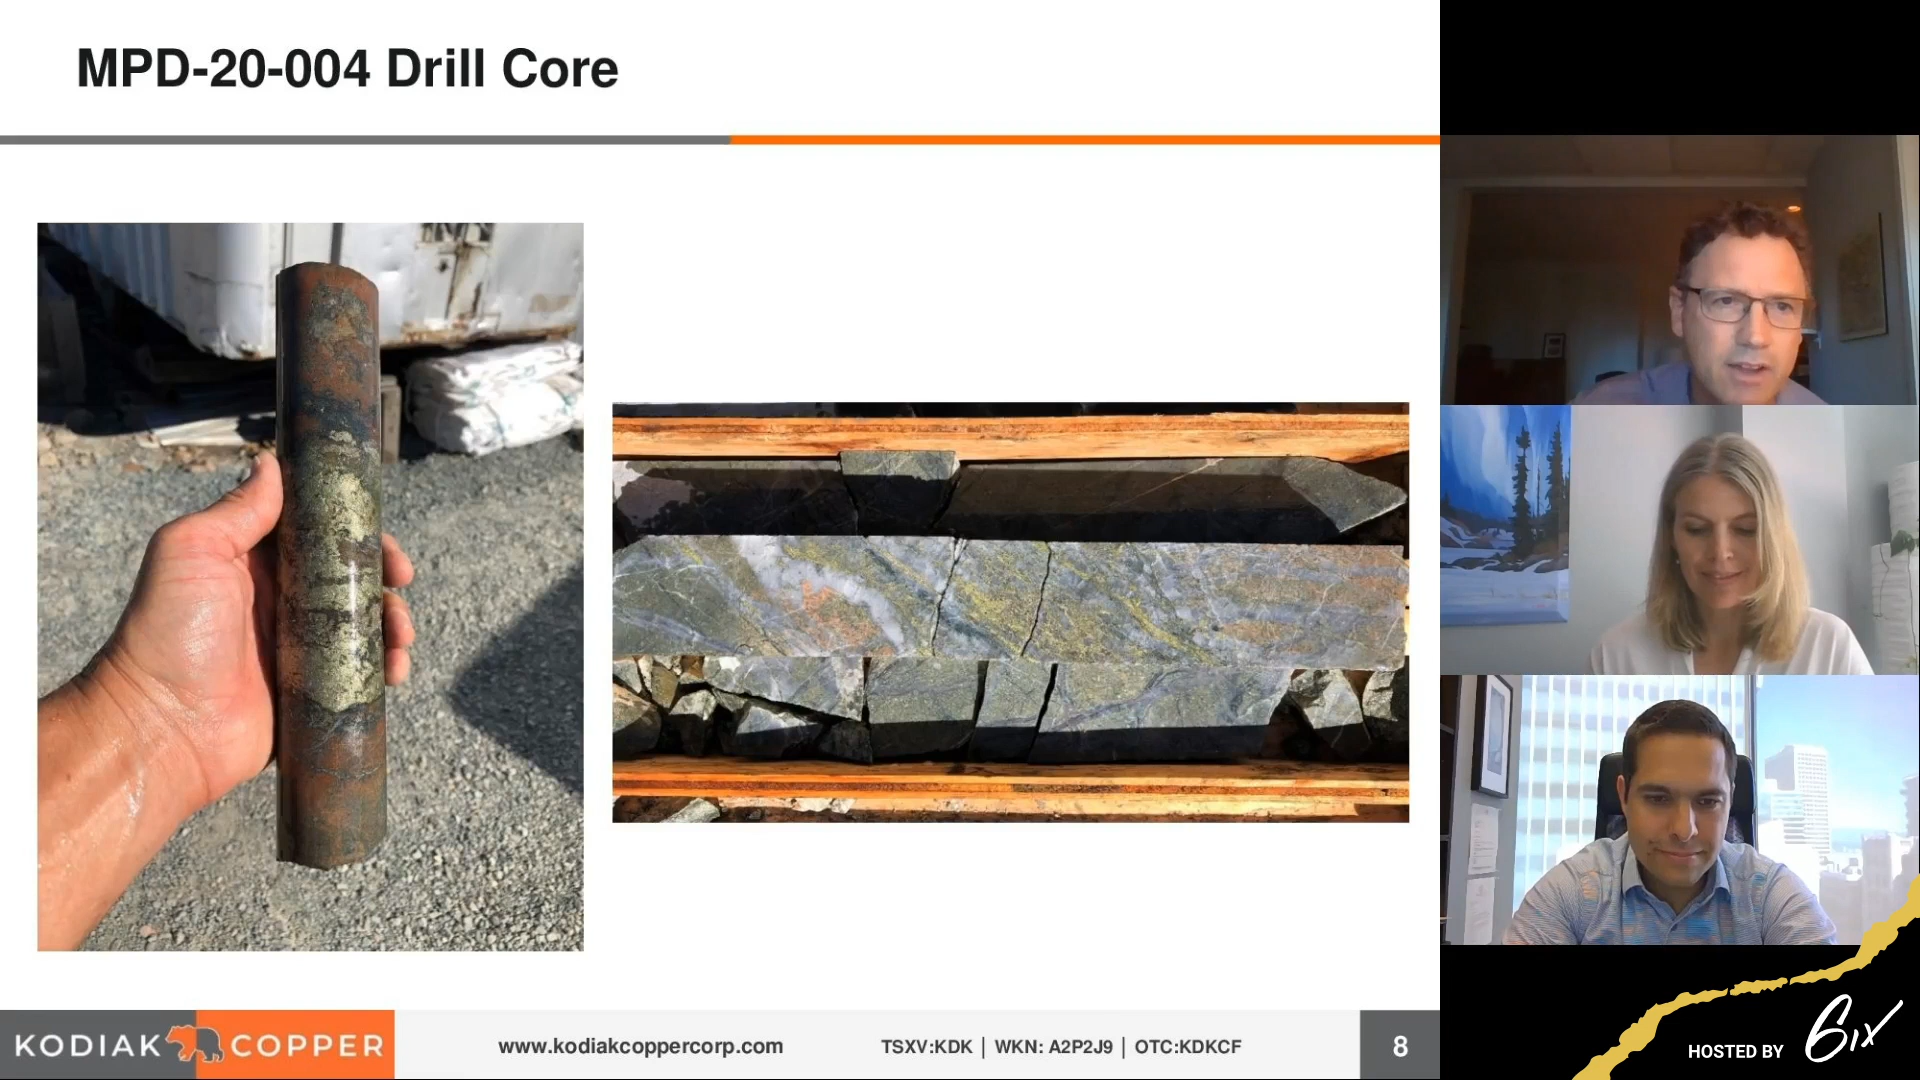 MPD-20-004 Drill Core
KODIAK COPPER
www.kodiakcoppercorp.com
TSXV:KDK | WKN: A2P2J9 | OTC:KDKCF
8
HOSTED BY 6ix